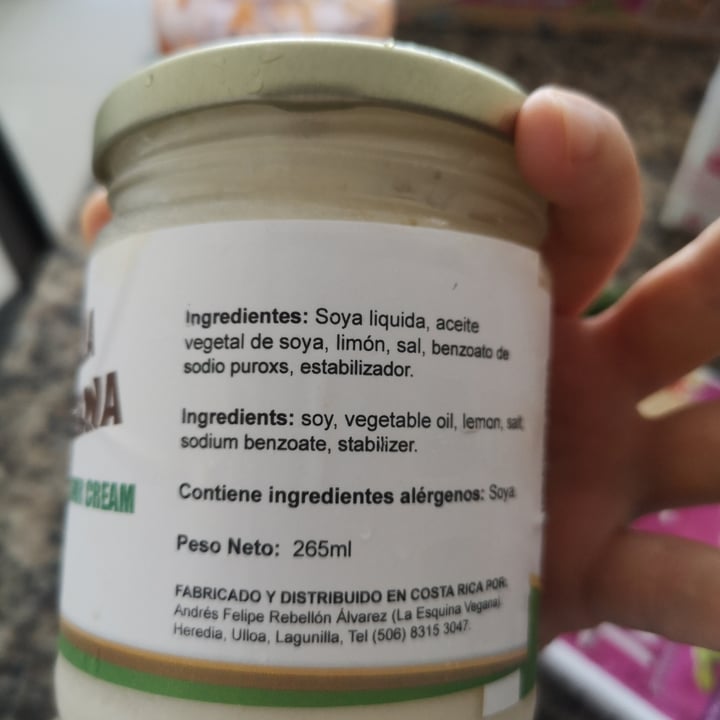 Ingredientes: Soya liquida, aceite
vegetal de soya, limón, sal, benzoato de
sodio puroxs, estabilizador.
Ingredients: soy, vegetable oil, lemon, salt,
sodium benzoate, stabilizer.
CREAM
Contiene ingredientes alérgenos: Soya
Peso Neto: 265ml
FABRICADO Y DISTRIBUIDO EN COSTA RICA POR:
Andrés Felipe Rebellón Álvarez (La Esquina Vegana)
Heredia, Ulloa, Lagunilla, Tel (506) 8315 3047.